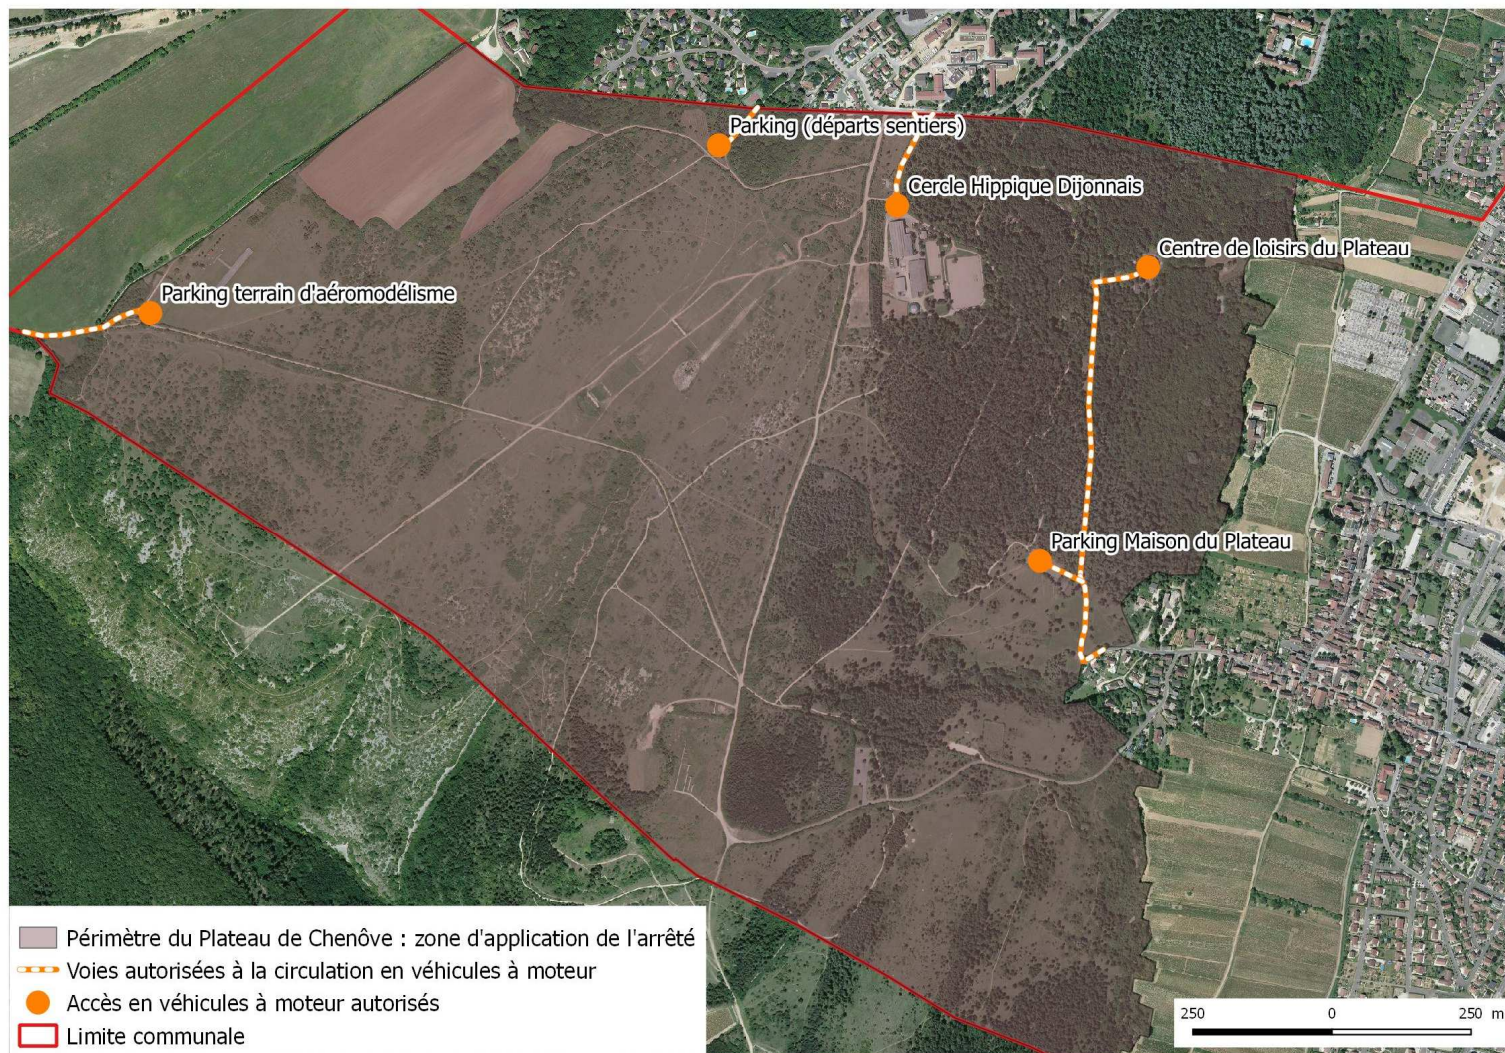 Parking (départs sentiers)
Cercle Hippique Dijonnais
Centre de loisirs du Plateau
Parking terrain d'aéromodélisme
Parking Maison du Plateau
Périmètre du Plateau de Chenôve : zone d'application de l'arrêté
Voies autorisées à la circulation en véhicules à moteur
Accès en véhicules à moteur autorisés
Limite communale
250 0 250 m